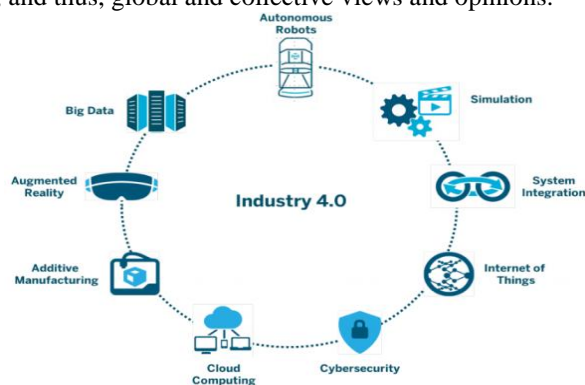 and thus, global and collective views and opinions.
Autonomous
Robots
Simulation
System
Integration
Internet of
Things
Cybersecurity
Cloud
Computing
Additive
Manufacturing
Augmented
Reality
Big Data
Industry 4.0